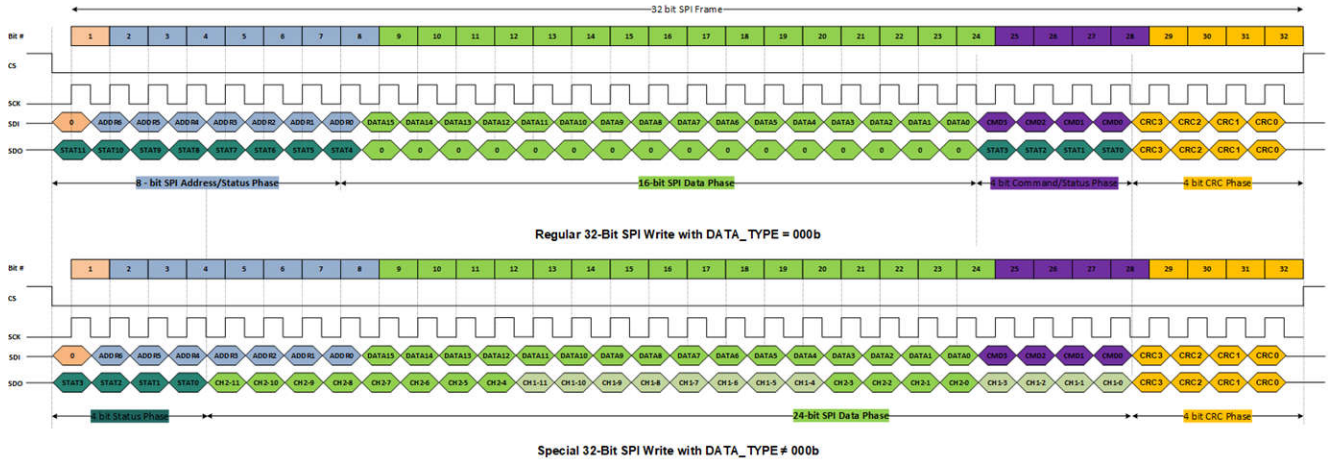 32 bit SPI Frame
Bit # 1 2 3 4 5 6 7 8 9 10 11 12 13 14 15 16 17 18 19 20 21 22 23 24 25 26 27 28 29 30 31 32
CS
SCK
SDI 0 ADDR6 ADDR5 ADDR4 ADDR3 ADDR2 ADDR1 ADDR0 DATA15 DATA14 DATA13 DATA12 DATA11 DATA10 DATA9 DATA8 DATA7 DATA6 DATA5 DATA4 DATA3 DATA2 DATA1 DATA0 CMD3 CMD2 CMD1 CMD0 CRC3 CRC2 CRC1 CRC0
SDO STAT11 STAT10 STAT9 STAT8 STAT7 STAT6 STAT5 STAT4 0 0 0 0 0 0 0 0 0 0 0 0 0 0 0 0 STAT3 STAT2 STAT1 STAT0 CRC3 CRC2 CRC1 CRC0
8 - bit SPI Address/Status Phase 16-bit SPI Data Phase 4 bit Command/Status Phase 4 bit CRC Phase
Regular 32-Bit SPI Write with DATA_TYPE = 000b
Bit # 1 2 3 4 5 6 7 8 9 10 11 12 13 14 15 16 17 18 19 20 21 22 23 24 25 26 27 28 29 30 31 32
CS
SCK
SDI 0 ADDR6 ADDR5 ADDR4 ADDR3 ADDR2 ADDR1 ADDR0 DATA15 DATA14 DATA13 DATA12 DATA11 DATA10 DATA9 DATA8 DATA7 DATA6 DATA5 DATA4 DATA3 DATA2 DATA1 DATA0 CMD3 CMD2 CMD1 CMD0 CRC3 CRC2 CRC1 CRC0
SDO STAT3 STAT2 STAT1 STAT0 CH2-11 CH2-10 CH2-9 CH2-8 CH2-7 CH2-6 CH2-5 CH2-4 CH1-11 CH1-10 CH1-9 CH1-8 CH1-7 CH1-6 CH1-5 CH1-4 CH2-3 CH2-2 CH2-1 CH2-0 CH1-3 CH1-2 CH1-1 CH1-0 CRC3 CRC2 CRC1 CRC0
4 bit Status Phase 24-bit SPI Data Phase 4 bit CRC Phase
Special 32-Bit SPI Write with DATA_TYPE ≠ 000b